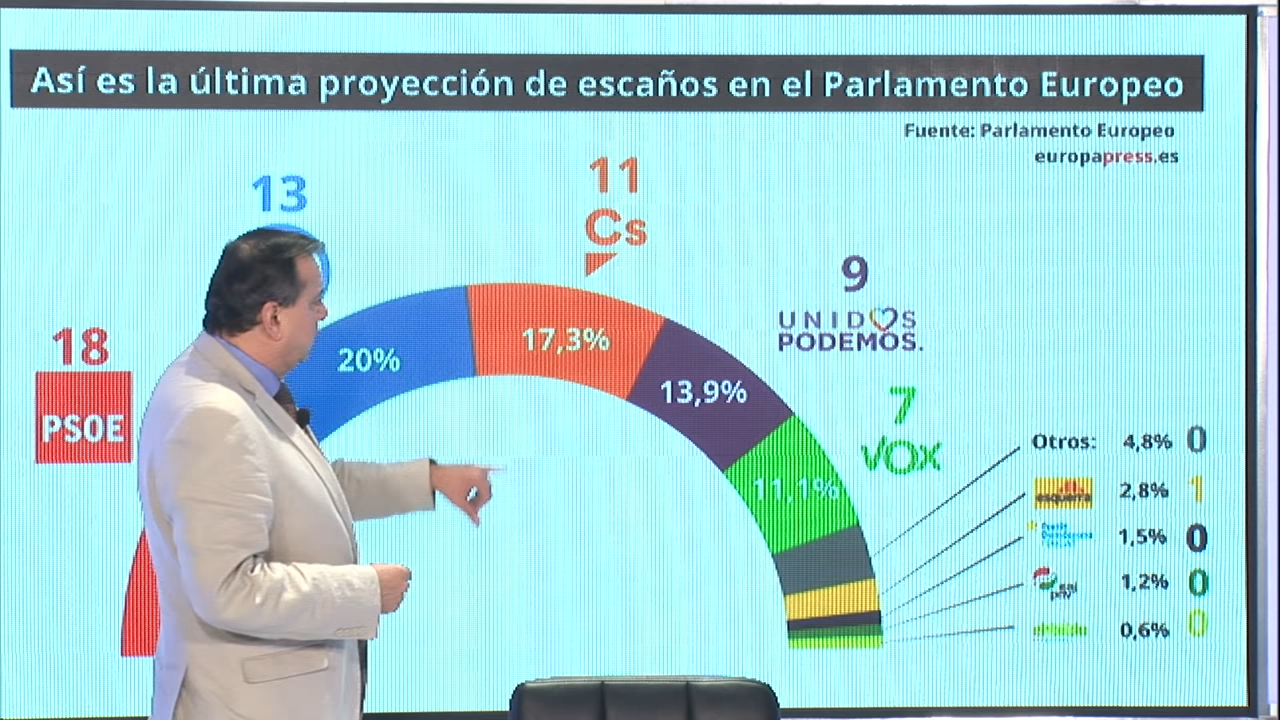 Así es la última proyección de escaños en el Parlamento Europeo
Fuente: Parlamento Europeo
europapress.es
13
11
Cs
9
UNIDOS
PODEMOS.
18
PSOE
20%
17,3%
13,9%
7
VOX
11,1%
Otros: 4,8% 0
esquerra 2,8% 1
1,5% 0
eaj pnv 1,2% 0
0,6% 0